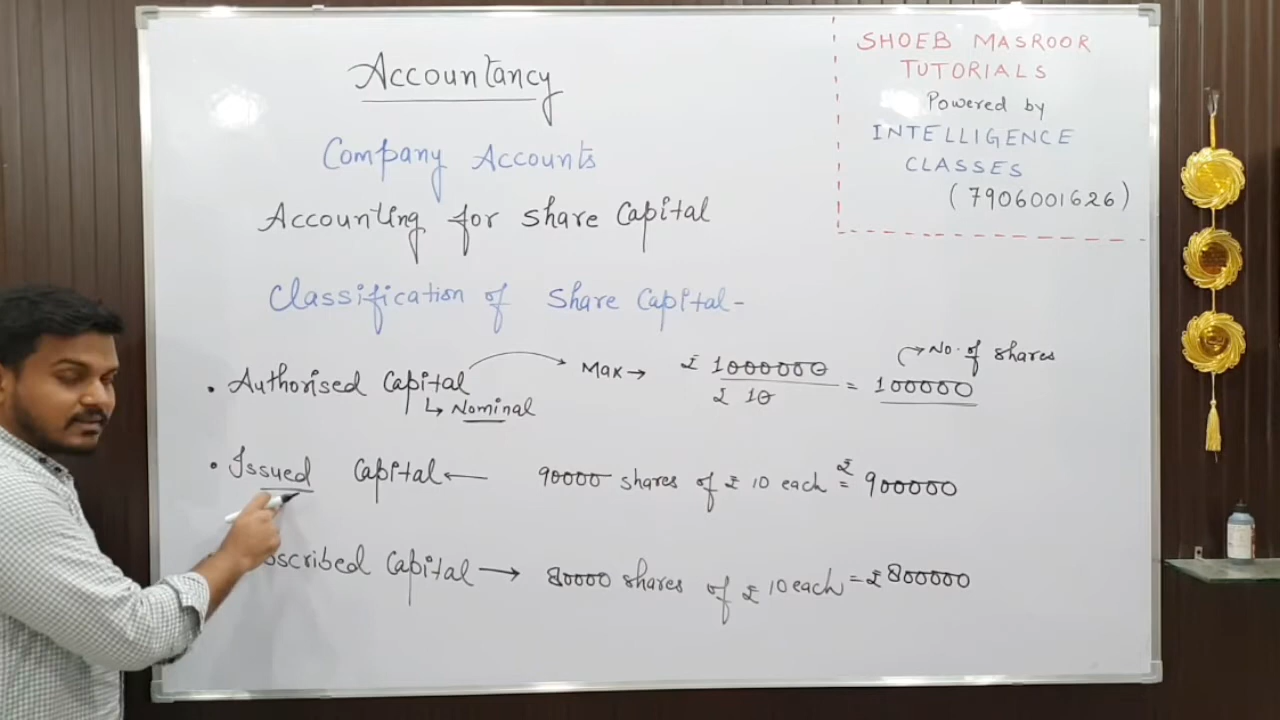 Accountancy
Company Accounts
Accounting for Share Capital
Classification of Share Capital-
SHOEB MASROOR
TUTORIALS
Powered by
INTELLIGENCE
CLASSES
(7906001626)
• Authorised Capital → Max → ₹ 1000000 / ₹ 10 = 100000 → No. of shares
↳ Nominal
• Issued Capital ← 90000 shares of ₹ 10 each = ₹ 900000
scribed Capital → 80000 shares of ₹ 10 each = ₹ 800000